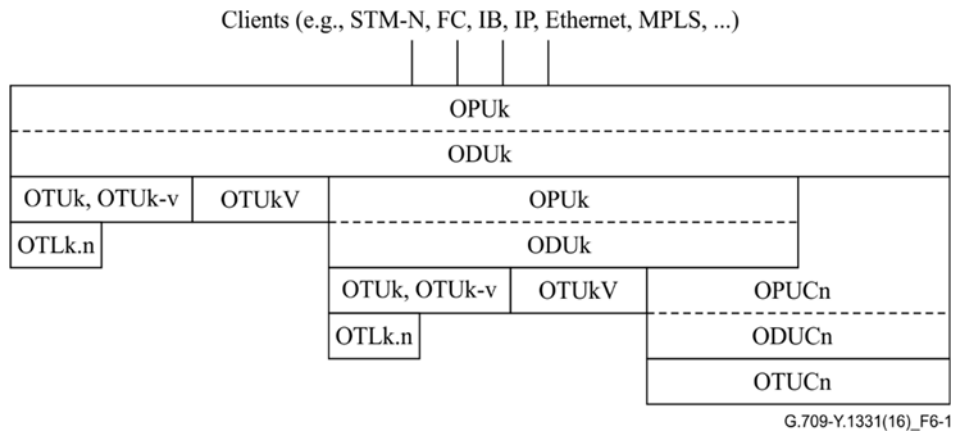 Clients (e.g., STM-N, FC, IB, IP, Ethernet, MPLS, ...)
OPUk
ODUk
OTUk, OTUk-v OTUkV OPUk
OTLk.n ODUk
OTUk, OTUk-v OTUkV OPUCn
OTLk.n ODUCn
OTUCn
G.709-Y.1331(16)_F6-1